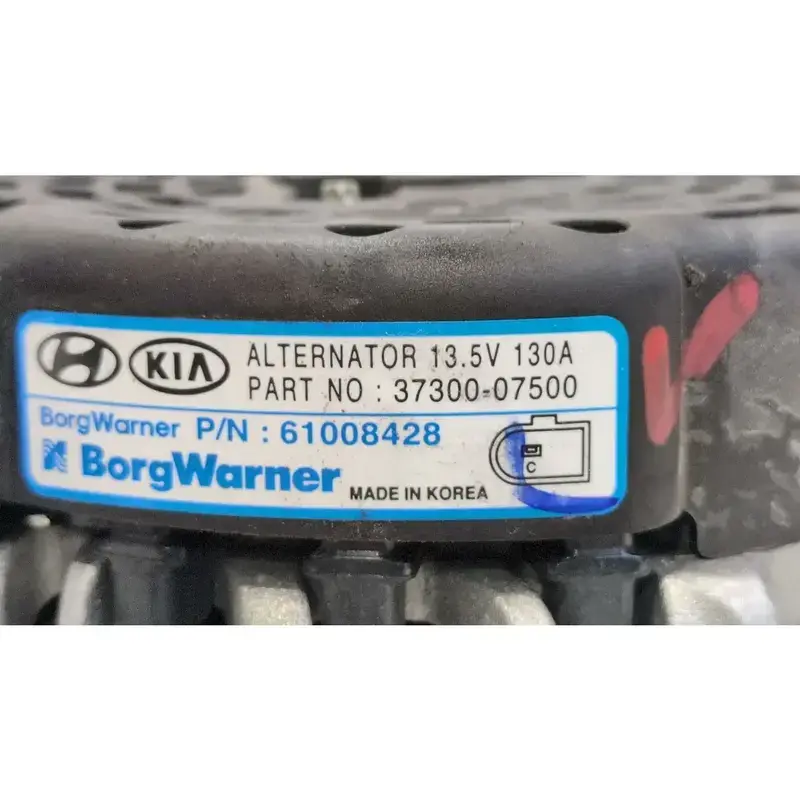 KIA
ALTERNATOR 13.5V 130A
PART NO : 37300-07500
BorgWarner P/N : 61008428
BorgWarner
MADE IN KOREA
C